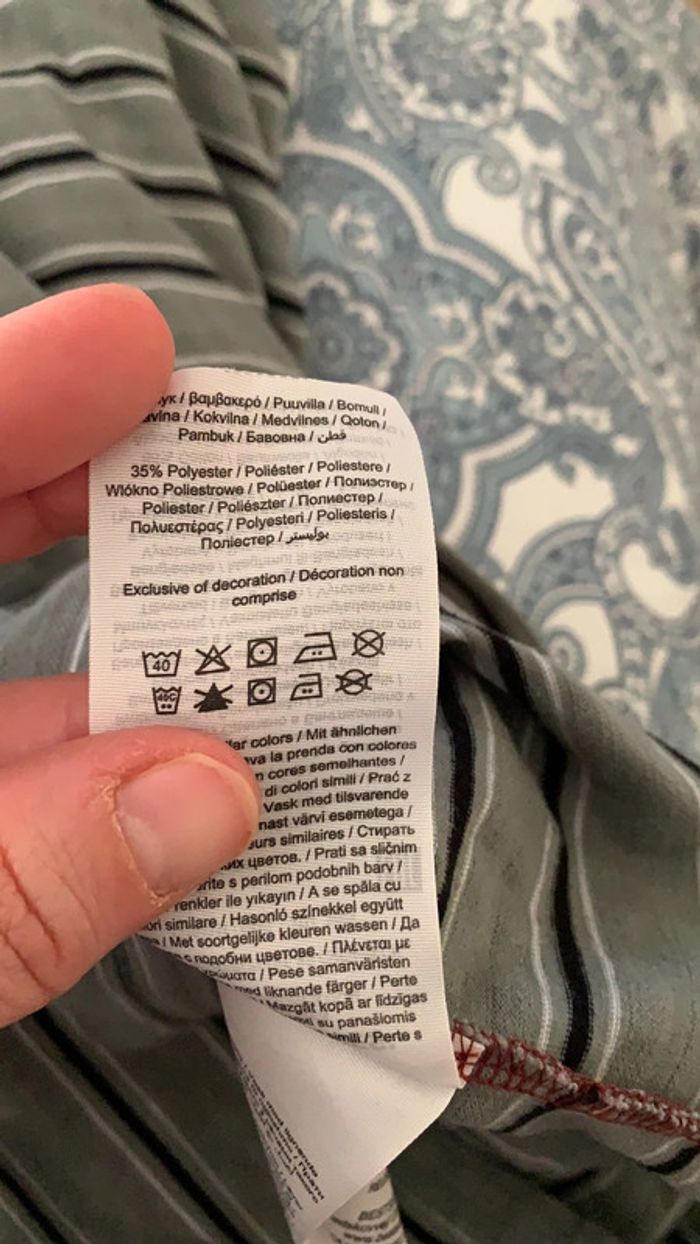 βαμβακερό / Puuvilla / Bomull /
/ Kokvilna / Medvilnes / Qoton /
Pambuk / Бавовна / قطن
35% Polyester / Poliéster / Poliestere /
Włókno Poliestrowe / Polüester / Полиэстер /
Poliester / Poliészter / Полиестер /
Πολυεστέρας / Polyesteri / Poliesteris /
Поліестер / بوليستر
Exclusive of decoration / Décoration non
comprise
40
40C
colors / Mit ähnlichen
la prenda con colores
cores semelhantes /
di colori simili / Prać z
Vask med tilsvarende
värvi esemetega /
similaires / Стирать
цветов. / Prati sa sličnim
s perilom podobnih barv /
renkler ile yıkayın / A se spăla cu
similare / Hasonló színekkel együtt
/ Met soortgelijke kleuren wassen / Да
с подобни цветове. / Πλένεται με
/ Pese samanväristen
med liknande färger / Perte
Mazgāt kopā ar līdzīgas
su panašiomis
/ Perte s